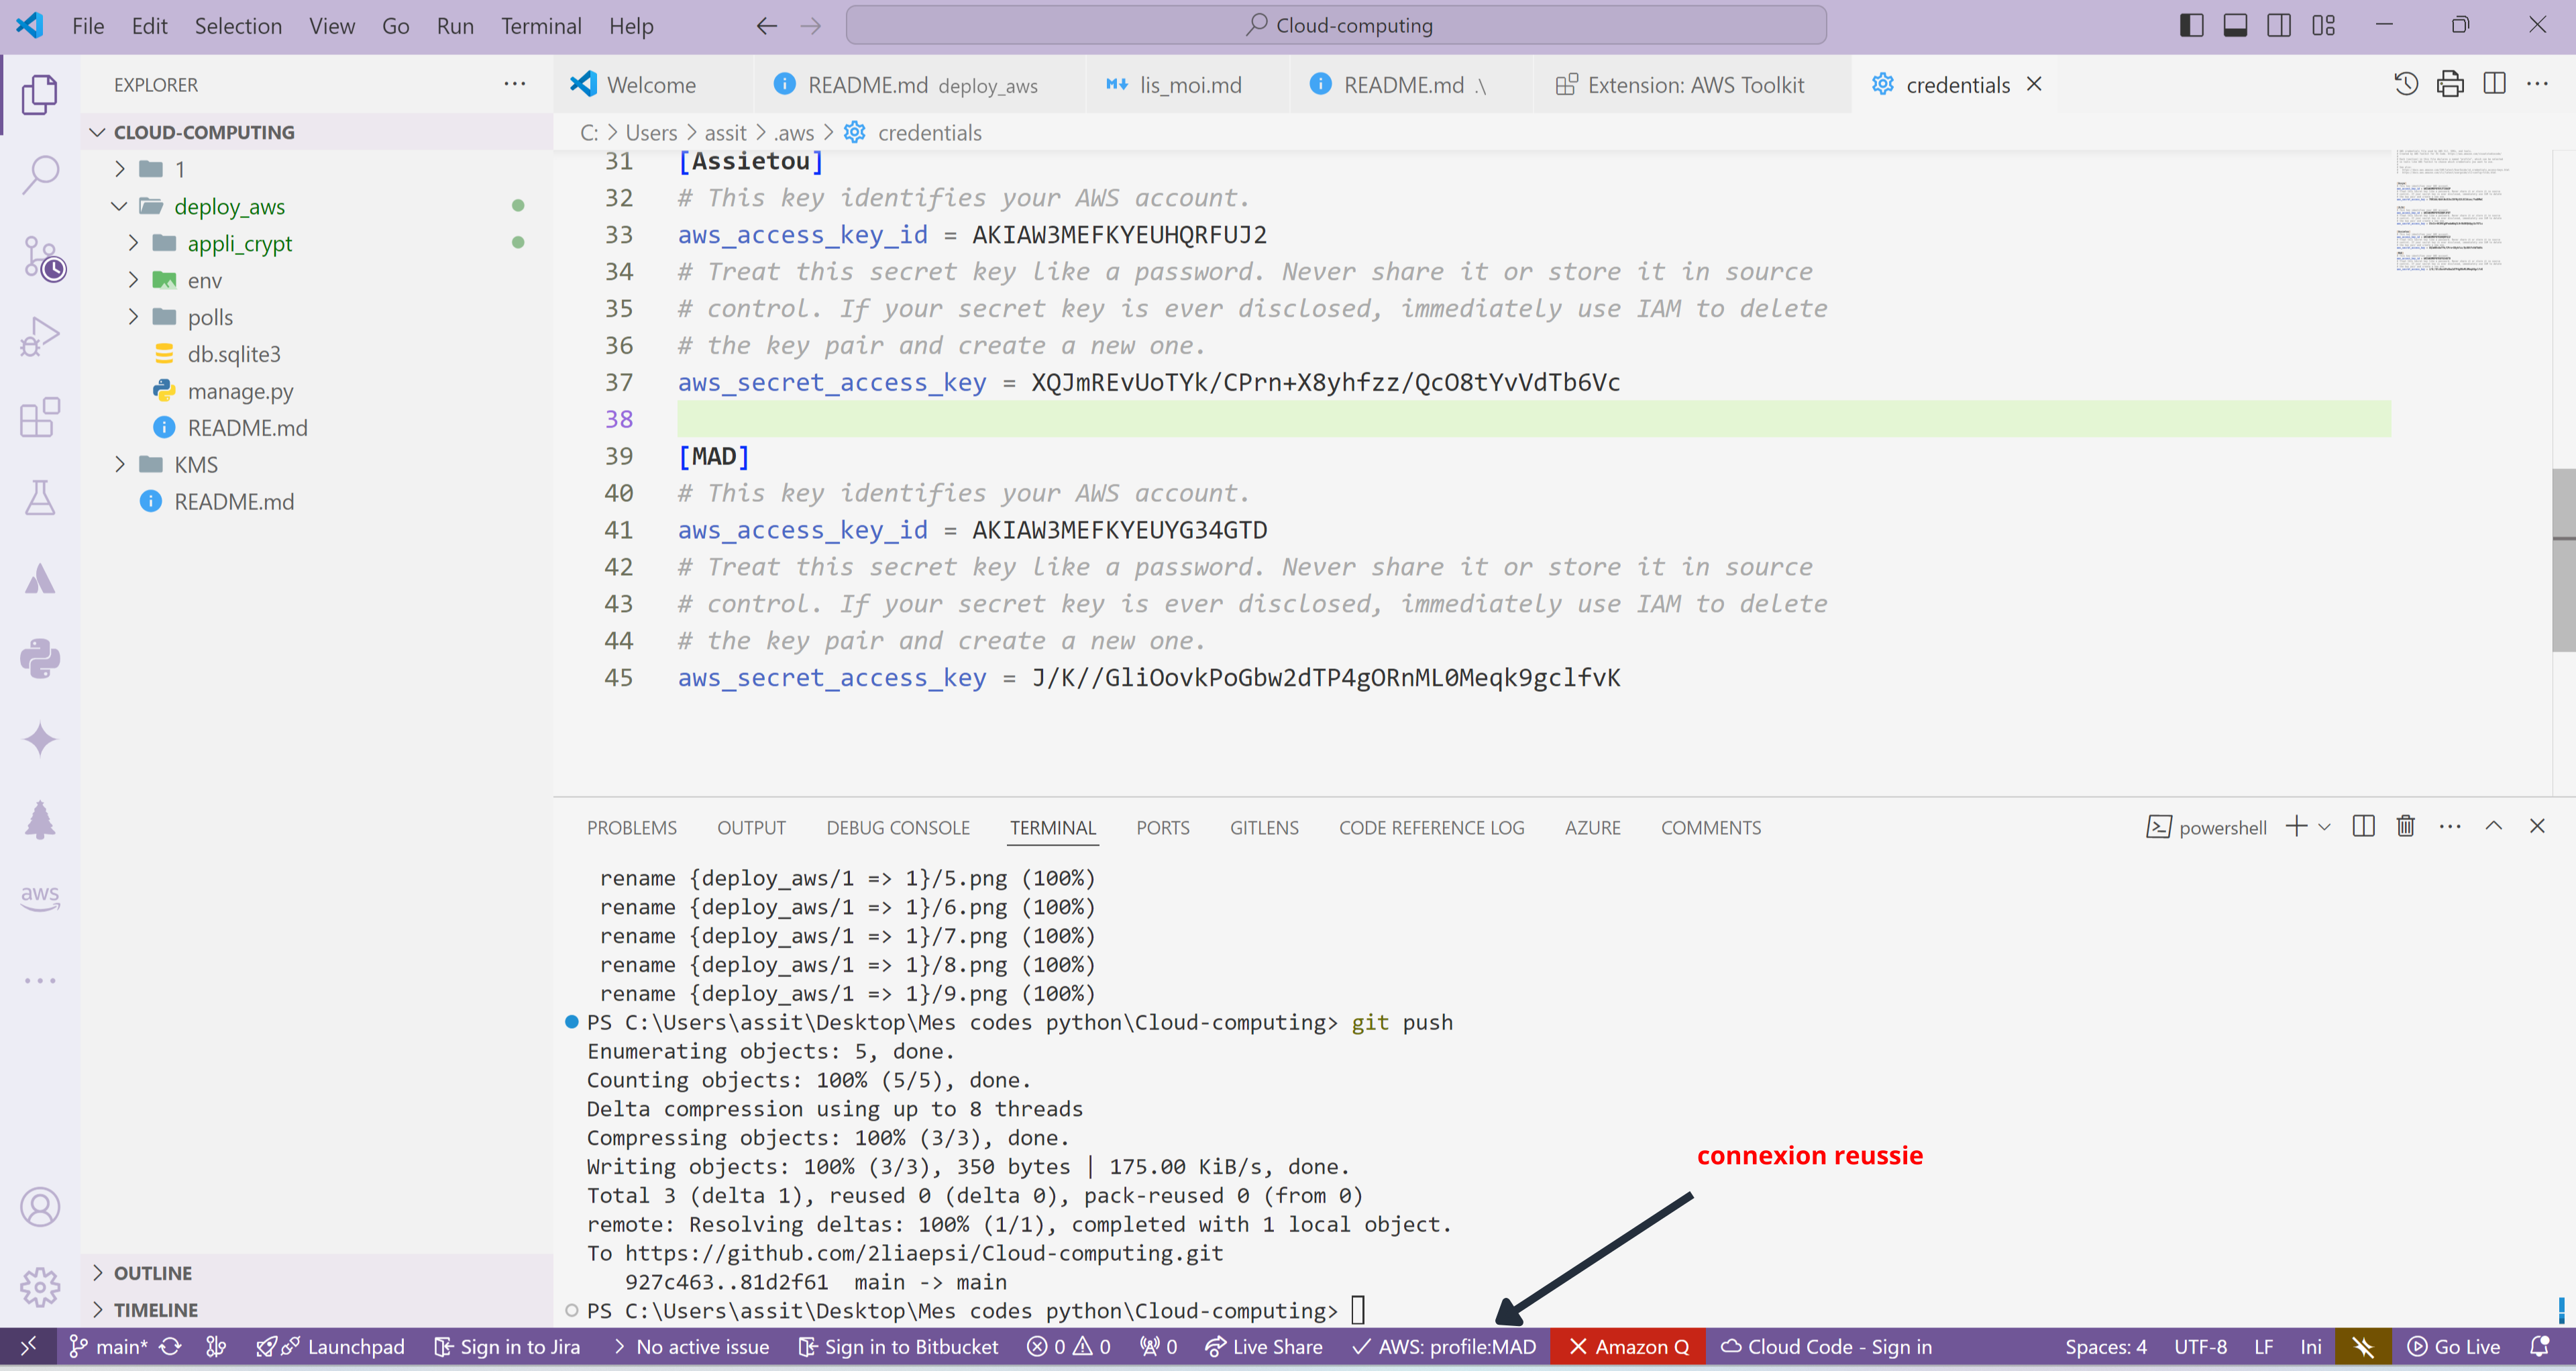 File Edit Selection View Go Run Terminal Help
Cloud-computing
EXPLORER
CLOUD-COMPUTING
1
deploy_aws
appli_crypt
env
polls
db.sqlite3
manage.py
README.md
KMS
README.md
OUTLINE
TIMELINE
aws
Welcome README.md deploy_aws lis_moi.md README.md .\ Extension: AWS Toolkit credentials
C: > Users > assit > .aws > credentials
31 [Assietou]
32 # This key identifies your AWS account.
33 aws_access_key_id = AKIAW3MEFKYEUHQRFUJ2
34 # Treat this secret key like a password. Never share it or store it in source
35 # control. If your secret key is ever disclosed, immediately use IAM to delete
36 # the key pair and create a new one.
37 aws_secret_access_key = XQJmREvUoTYk/CPrn+X8yhfzz/QcO8tYvVdTb6Vc
38
39 [MAD]
40 # This key identifies your AWS account.
41 aws_access_key_id = AKIAW3MEFKYEUYG34GTD
42 # Treat this secret key like a password. Never share it or store it in source
43 # control. If your secret key is ever disclosed, immediately use IAM to delete
44 # the key pair and create a new one.
45 aws_secret_access_key = J/K//GliOovkPoGbw2dTP4gORnML0Meqk9gclfvK
PROBLEMS OUTPUT DEBUG CONSOLE TERMINAL PORTS GITLENS CODE REFERENCE LOG AZURE COMMENTS
powershell
rename {deploy_aws/1 => 1}/5.png (100%)
rename {deploy_aws/1 => 1}/6.png (100%)
rename {deploy_aws/1 => 1}/7.png (100%)
rename {deploy_aws/1 => 1}/8.png (100%)
rename {deploy_aws/1 => 1}/9.png (100%)
PS C:\Users\assit\Desktop\Mes codes python\Cloud-computing> git push
Enumerating objects: 5, done.
Counting objects: 100% (5/5), done.
Delta compression using up to 8 threads
Compressing objects: 100% (3/3), done.
Writing objects: 100% (3/3), 350 bytes | 175.00 KiB/s, done.
Total 3 (delta 1), reused 0 (delta 0), pack-reused 0 (from 0)
remote: Resolving deltas: 100% (1/1), completed with 1 local object.
To https://github.com/2liaepsi/Cloud-computing.git
927c463..81d2f61 main -> main
PS C:\Users\assit\Desktop\Mes codes python\Cloud-computing>
connexion reussie
main* Launchpad Sign in to Jira No active issue Sign in to Bitbucket 0 0 0 Live Share AWS: profile:MAD Amazon Q Cloud Code - Sign in Spaces: 4 UTF-8 LF Ini Go Live